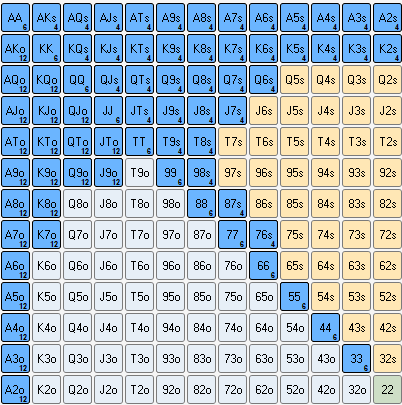 AA 6 AKs 4 AQs 4 AJs 4 ATs 4 A9s 4 A8s 4 A7s 4 A6s 4 A5s 4 A4s 4 A3s 4 A2s 4
AKo 12 KK 6 KQs 4 KJs 4 KTs 4 K9s 4 K8s 4 K7s 4 K6s 4 K5s 4 K4s 4 K3s 4 K2s 4
AQo 12 KQo 12 QQ 6 QJs 4 QTs 4 Q9s 4 Q8s 4 Q7s 4 Q6s 4 Q5s Q4s Q3s Q2s
AJo 12 KJo 12 QJo 12 JJ 6 JTs 4 J9s 4 J8s 4 J7s 4 J6s J5s J4s J3s J2s
ATo 12 KTo 12 QTo 12 JTo 12 TT 6 T9s 4 T8s 4 T7s T6s T5s T4s T3s T2s
A9o 12 K9o 12 Q9o 12 J9o 12 T9o 99 6 98s 4 97s 96s 95s 94s 93s 92s
A8o 12 K8o 12 Q8o J8o T8o 98o 88 6 87s 4 86s 85s 84s 83s 82s
A7o 12 K7o 12 Q7o J7o T7o 97o 87o 77 6 76s 4 75s 74s 73s 72s
A6o 12 K6o Q6o J6o T6o 96o 86o 76o 66 6 65s 64s 63s 62s
A5o 12 K5o Q5o J5o T5o 95o 85o 75o 65o 55 6 54s 53s 52s
A4o 12 K4o Q4o J4o T4o 94o 84o 74o 64o 54o 44 6 43s 42s
A3o 12 K3o Q3o J3o T3o 93o 83o 73o 63o 53o 43o 33 6 32s
A2o 12 K2o Q2o J2o T2o 92o 82o 72o 62o 52o 42o 32o 22